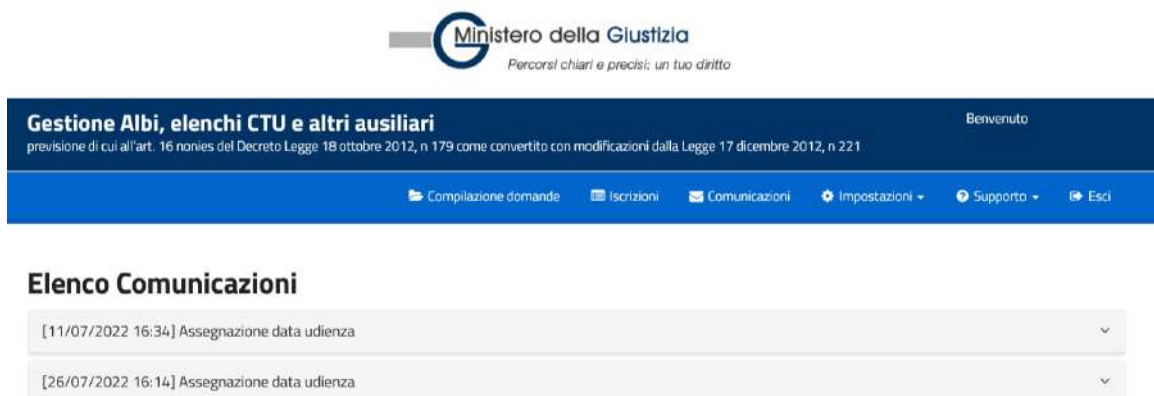 Ministero della Giustizia
Percorsi chiari e precisi: un tuo diritto
Gestione Albi, elenchi CTU e altri ausiliari
Benvenuto
previsione di cui all'art. 16 nonies del Decreto Legge 18 ottobre 2012, n 179 come convertito con modificazioni dalla Legge 17 dicembre 2012, n 221
Compilazione domande Iscrizioni Comunicazioni Impostazioni Supporto Esci
Elenco Comunicazioni
[11/07/2022 16:34] Assegnazione data udienza
[26/07/2022 16:14] Assegnazione data udienza